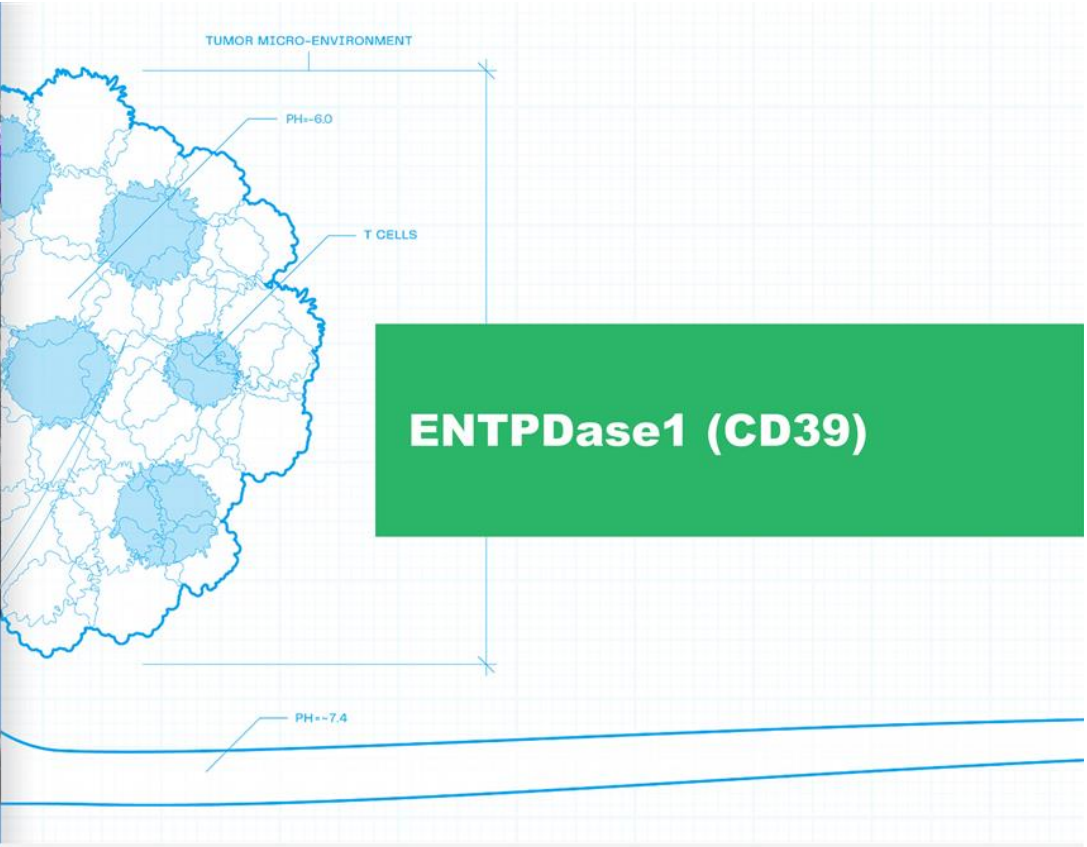 TUMOR MICRO-ENVIRONMENT
PH=~6.0
T CELLS
ENTPDase1 (CD39)
PH=~7.4